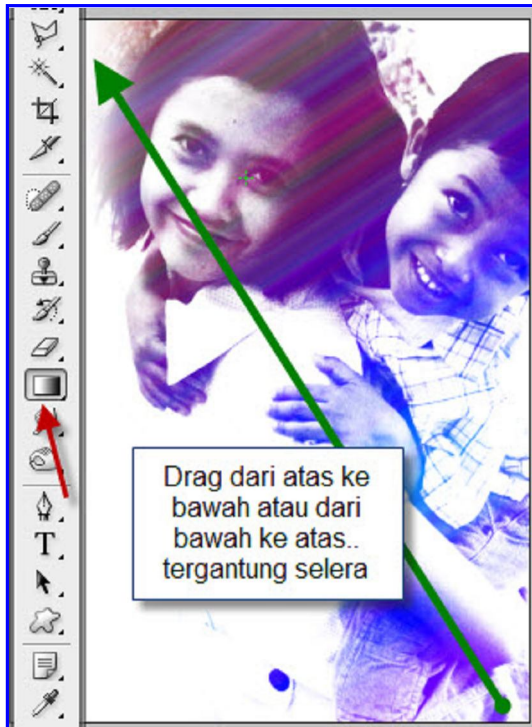 T
Drag dari atas ke
bawah atau dari
bawah ke atas..
tergantung selera